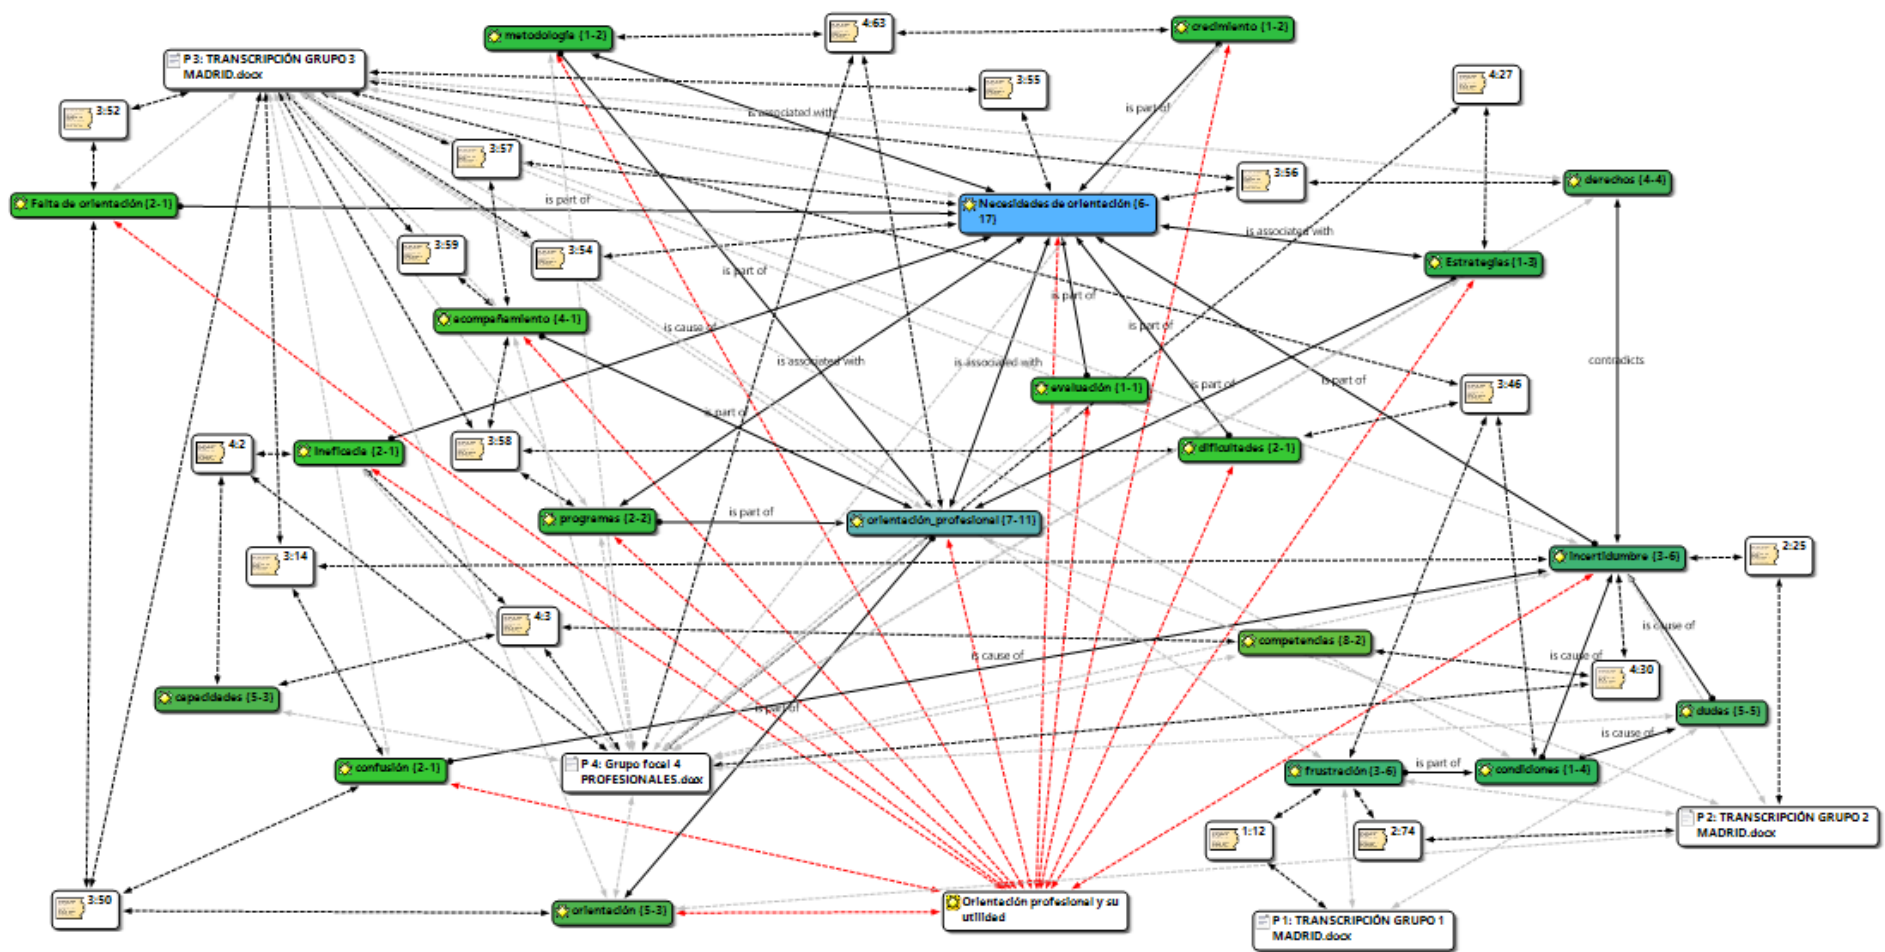 metodología {1-2}
4:63
crecimiento {1-2}
P 3: TRANSCRIPCIÓN GRUPO 3
MADRID.docx
3:55
4:27
3:52
is associated with
is part of
3:57
3:56
derechos {4-4}
Falta de orientación {2-1}
is part of
Necesidades de orientación {6-
17}
is associated with
3:59
3:54
Estrategias {1-3}
is part of
is part of
acompañamiento {4-1}
is cause of
is part of
is associated with
is associated with
contradicts
evaluación {1-1}
is part of
is part of
3:46
is part of
4:2
ineficacia {2-1}
3:58
dificultades {2-1}
programas {2-2}
is part of
orientación_profesional {7-11}
3:14
incertidumbre {3-6}
2:25
4:3
competencias {8-2}
is cause of
is cause of
is cause of
4:30
capacidades {5-3}
is part of
dudas {5-5}
is cause of
confusión {2-1}
P 4: Grupo focal 4
PROFESIONALES.docx
frustración {3-6}
is part of
condiciones {1-4}
1:12
2:74
P 2: TRANSCRIPCIÓN GRUPO 2
MADRID.docx
3:50
orientación {5-3}
Orientación profesional y su
utilidad
P 1: TRANSCRIPCIÓN GRUPO 1
MADRID.docx